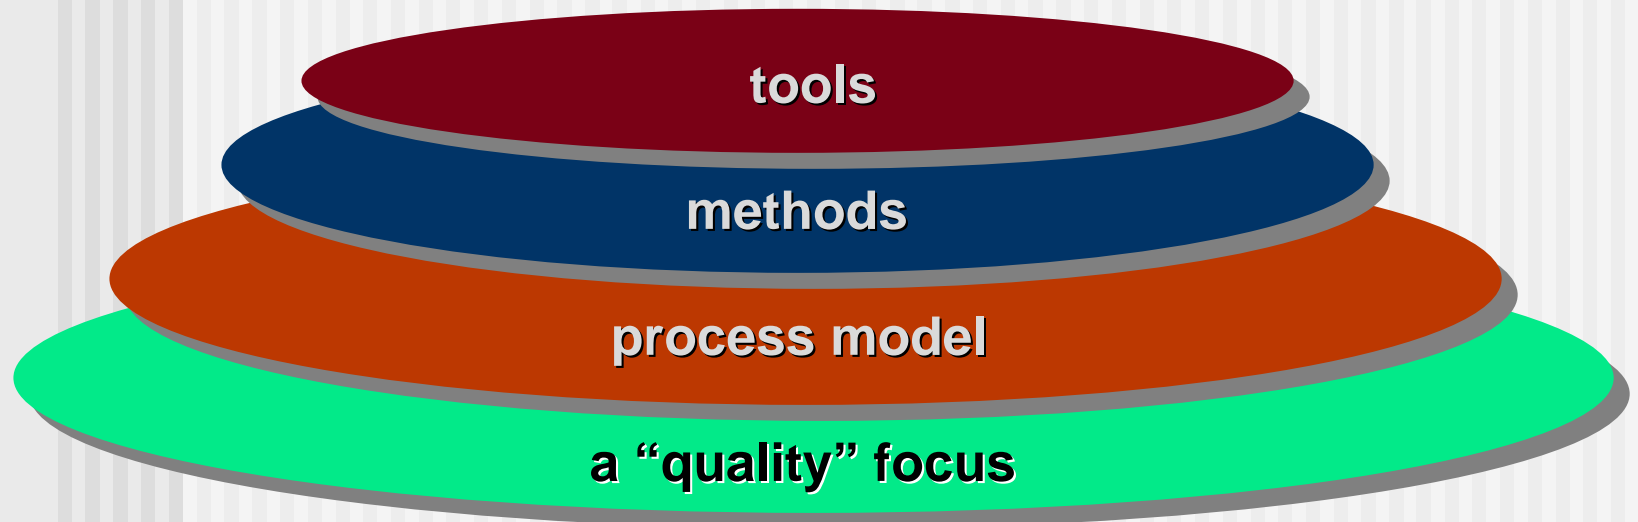 tools
methods
process model
a “quality” focus